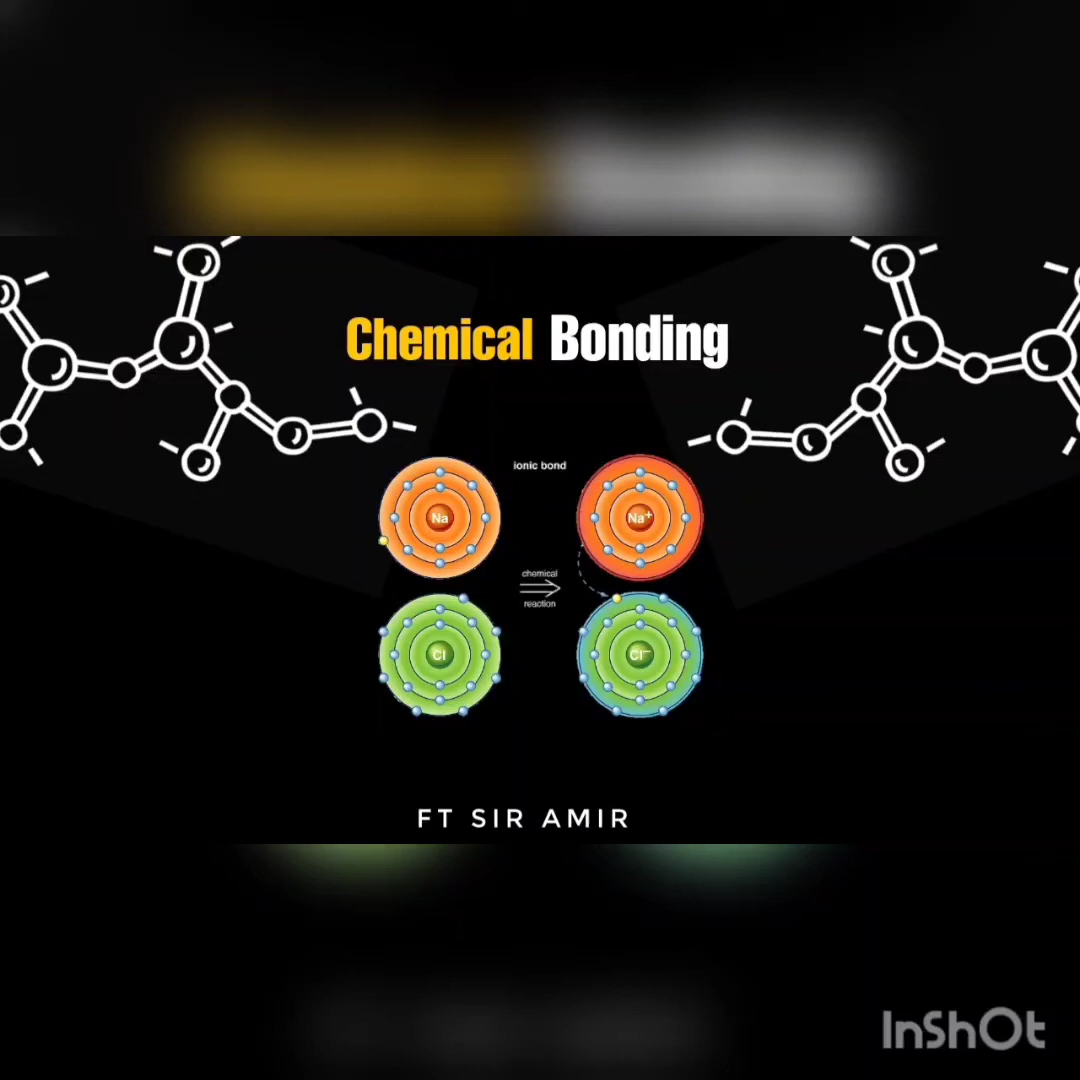 Chemical Bonding
ionic bond
Na
Na⁺
chemical
reaction
Cl
Cl⁻
FT SIR AMIR
InShOt